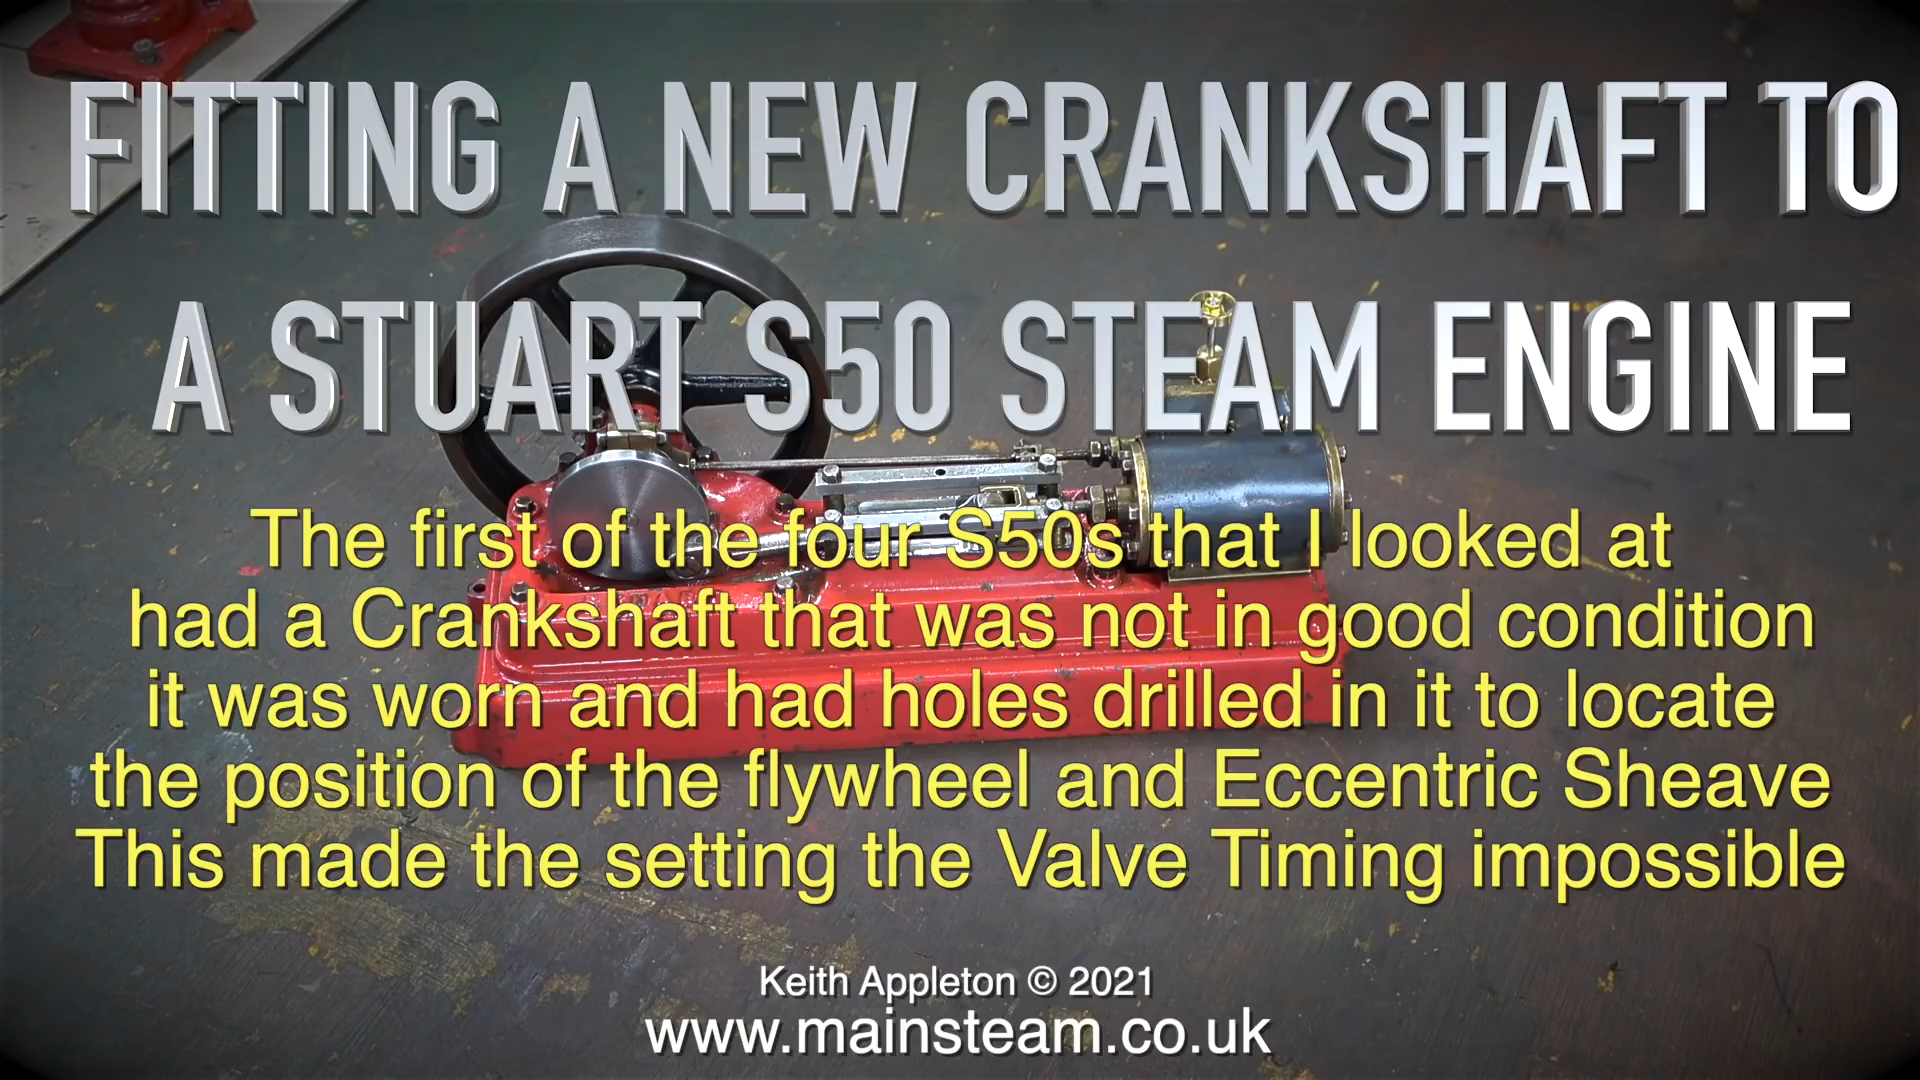 FITTING A NEW CRANKSHAFT TO
A STUART S50 STEAM ENGINE
The first of the four S50s that I looked at
had a Crankshaft that was not in good condition
it was worn and had holes drilled in it to locate
the position of the flywheel and Eccentric Sheave
This made the setting the Valve Timing impossible
Keith Appleton © 2021
www.mainsteam.co.uk